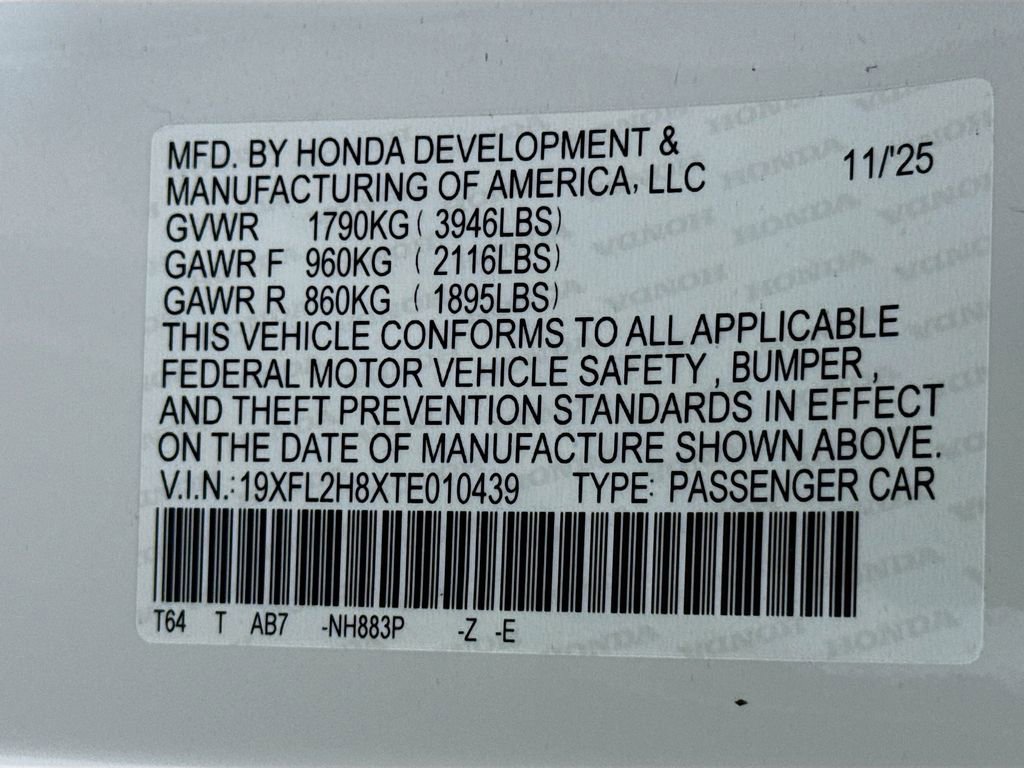 MFD. BY HONDA DEVELOPMENT &
MANUFACTURING OF AMERICA, LLC 11/'25
GVWR 1790KG ( 3946LBS)
GAWR F 960KG ( 2116LBS)
GAWR R 860KG ( 1895LBS)
THIS VEHICLE CONFORMS TO ALL APPLICABLE
FEDERAL MOTOR VEHICLE SAFETY , BUMPER ,
AND THEFT PREVENTION STANDARDS IN EFFECT
ON THE DATE OF MANUFACTURE SHOWN ABOVE.
V.I.N.: 19XFL2H8XTE010439 TYPE: PASSENGER CAR
T64 T AB7 -NH883P -Z -E